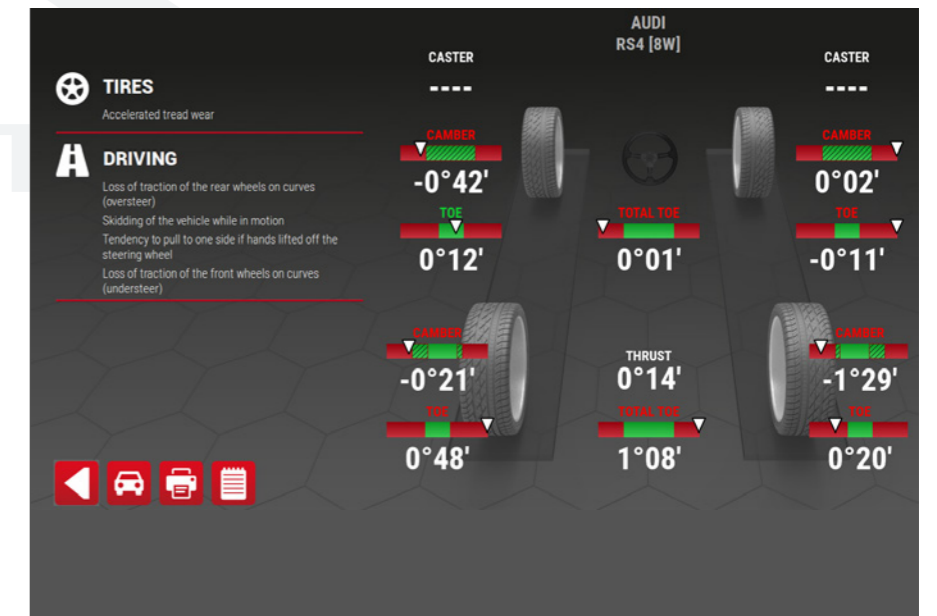 AUDI
RS4 [8W]
TIRES
Accelerated tread wear
DRIVING
Loss of traction of the rear wheels on curves
(oversteer)
Skidding of the vehicle while in motion
Tendency to pull to one side if hands lifted off the
steering wheel
Loss of traction of the front wheels on curves
(understeer)
CASTER
----
CASTER
----
CAMBER
-0°42'
CAMBER
0°02'
TOE
0°12'
TOTAL TOE
0°01'
TOE
-0°11'
CAMBER
-0°21'
THRUST
0°14'
CAMBER
-1°29'
TOE
0°48'
TOTAL TOE
1°08'
TOE
0°20'